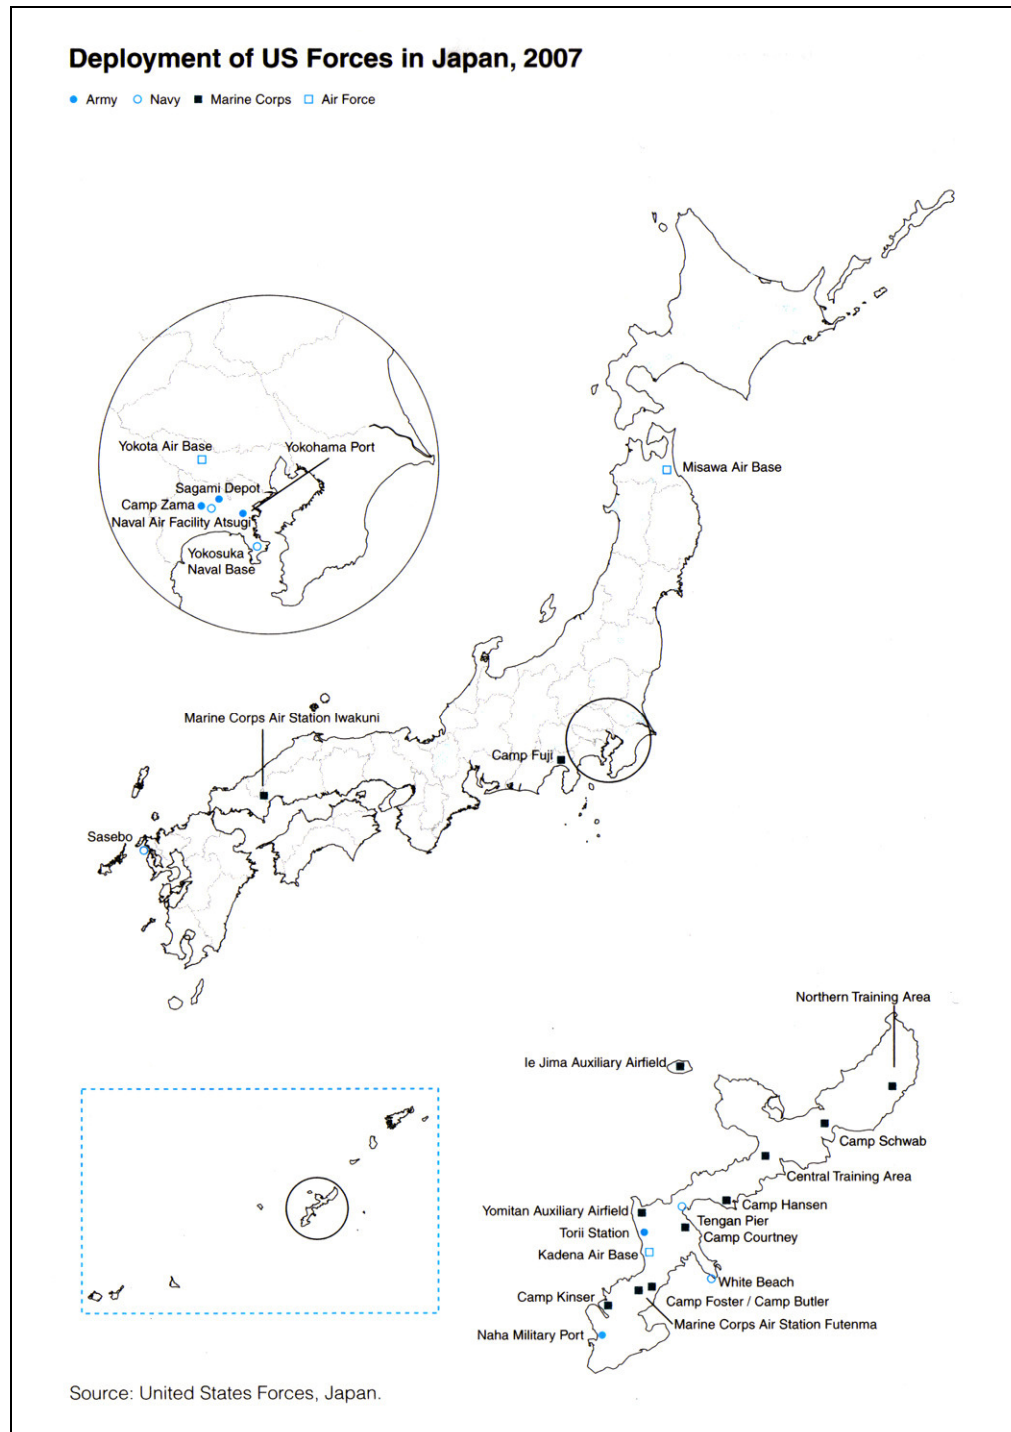 Deployment of US Forces in Japan, 2007
Army Navy Marine Corps Air Force
Yokota Air Base
Yokohama Port
Sagami Depot
Camp Zama
Naval Air Facility Atsugi
Yokosuka
Naval Base
Misawa Air Base
Marine Corps Air Station Iwakuni
Camp Fuji
Sasebo
Northern Training Area
Ie Jima Auxiliary Airfield
Camp Schwab
Central Training Area
Camp Hansen
Yomitan Auxiliary Airfield
Tengan Pier
Torii Station
Camp Courtney
Kadena Air Base
White Beach
Camp Kinser
Camp Foster / Camp Butler
Marine Corps Air Station Futenma
Naha Military Port
Source: United States Forces, Japan.